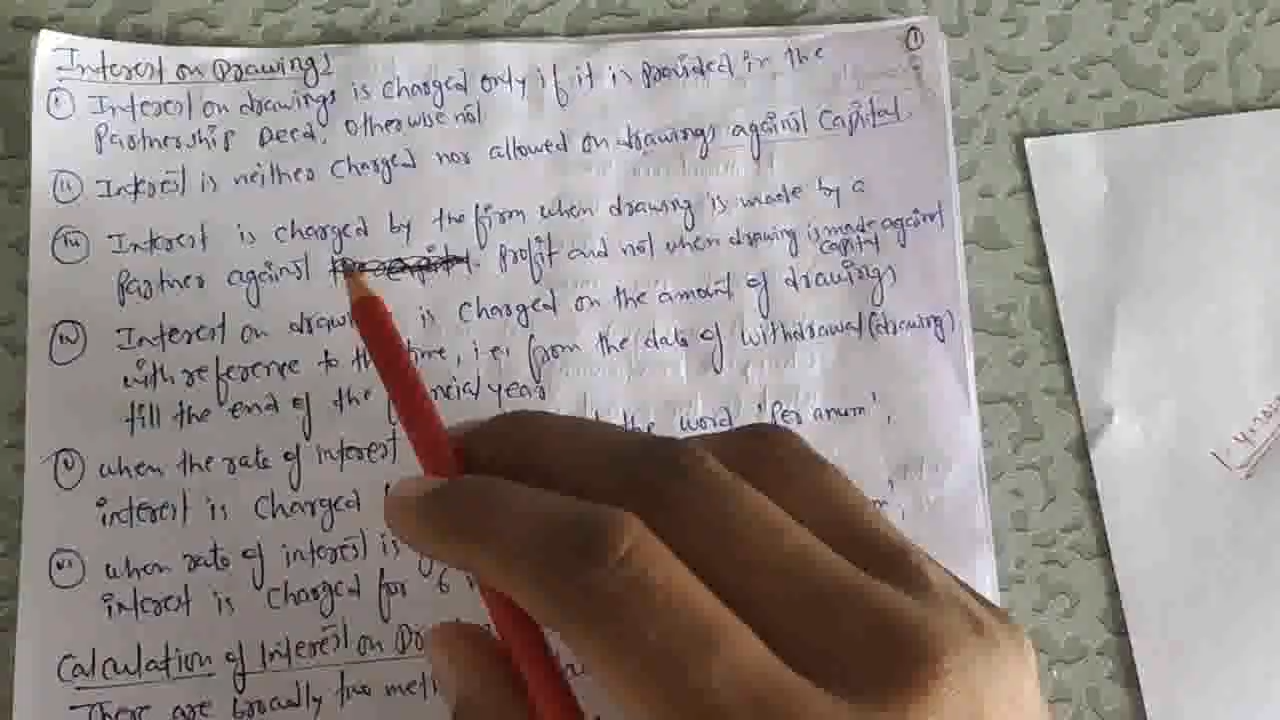 ①
Interest on Drawings
(i) Interest on drawings is charged only if it is provided in the
Partnership Deed, otherwise not
(ii) Interest is neither charged nor allowed on drawings against Capital.
(iii) Interest is charged by the firm when drawing is made by a
Partner against Profit and not when drawing is made against
capital
(iv) Interest on is charged on the amount of drawings
with reference to the time, i.e. from the date of withdrawal (drawing)
till the end of the financial year
(v) when the rate of interest the word 'Per anum',
interest is charged
(vi) when rate of interest is
interest is charged for 6
Calculation of Interest on
There are broadly two